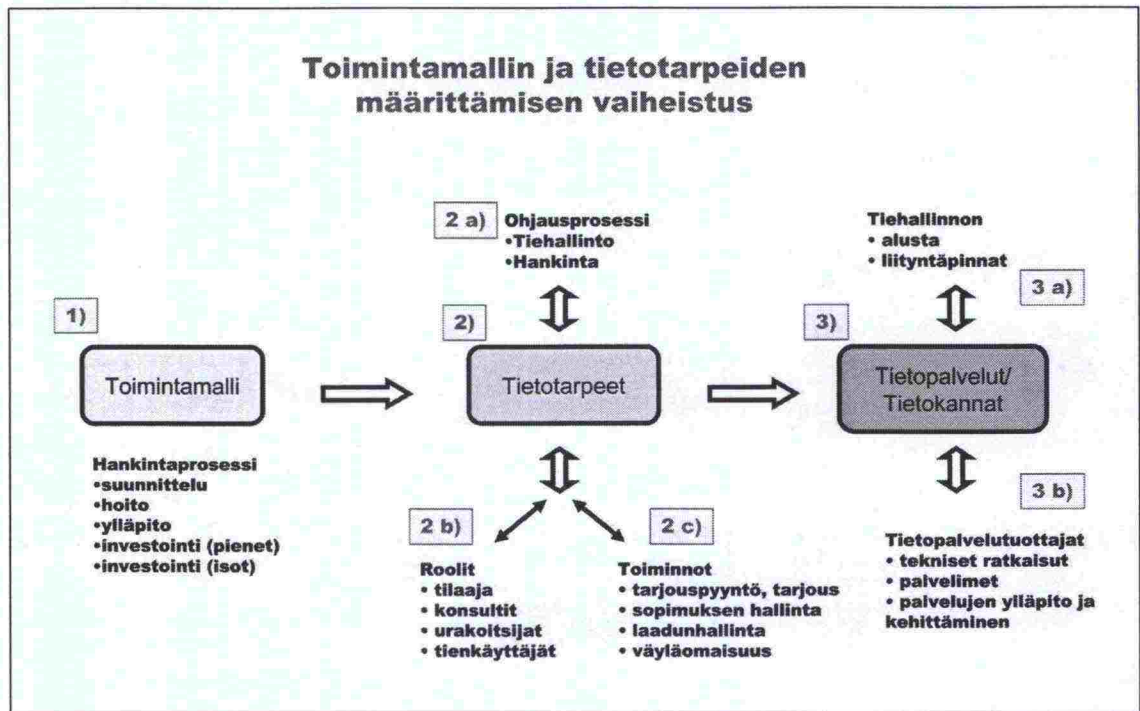 Toimintamallin ja tietotarpeiden
määrittämisen vaiheistus
1)
Toimintamalli
Hankintaprosessi
•suunnittelu
•hoito
•ylläpito
•investointi (pienet)
•investointi (isot)
2 a)
Ohjausprosessi
•Tiehallinto
•Hankinta
2)
Tietotarpeet
2 b)
Roolit
• tilaaja
• konsultit
• urakoitsijat
• tienkäyttäjät
2 c)
Toiminnot
• tarjouspyyntö, tarjous
• sopimuksen hallinta
• laadunhallinta
• väyläomaisuus
Tiehallinnon
• alusta
• liityntäpinnat
3 a)
3)
Tietopalvelut/
Tietokannat
3 b)
Tietopalvelutuottajat
• tekniset ratkaisut
• palvelimet
• palvelujen ylläpito ja
kehittäminen